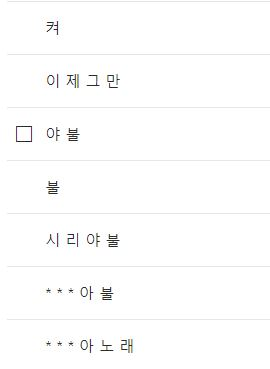 켜
이 제 그 만
야 불
불
시 리 야 불
* * * 아 불
* * * 아 노 래